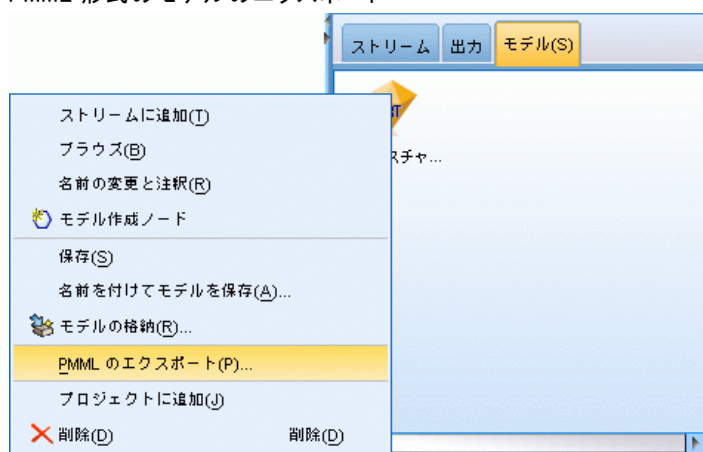 PMML 形式のモデルのエクスポート
ストリーム 出力 モデル(S)
スチャ...
ストリームに追加(T)
ブラウズ(B)
名前の変更と注釈(R)
モデル作成ノード
保存(S)
名前を付けてモデルを保存(A)...
モデルの格納(R)...
PMML のエクスポート(P)...
プロジェクトに追加(J)
削除(D) 削除(D)